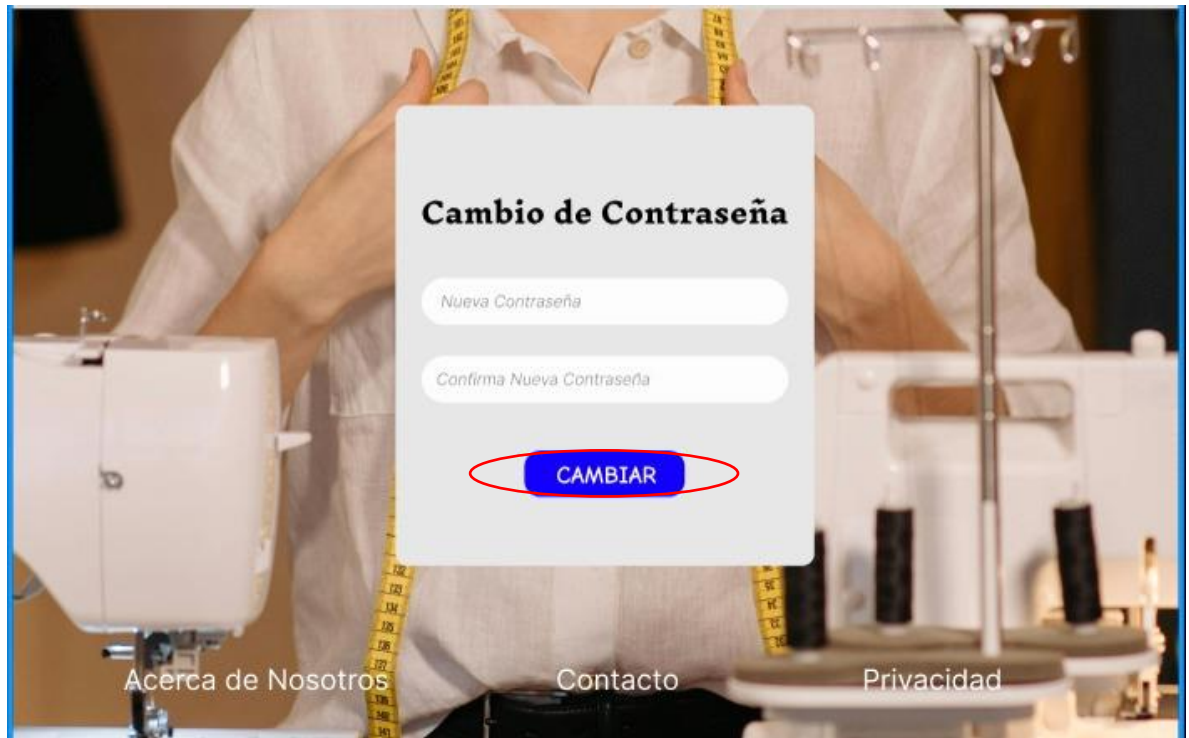 Cambio de Contraseña
Nueva Contraseña
Confirma Nueva Contraseña
CAMBIAR
Acerca de Nosotros
Contacto
Privacidad